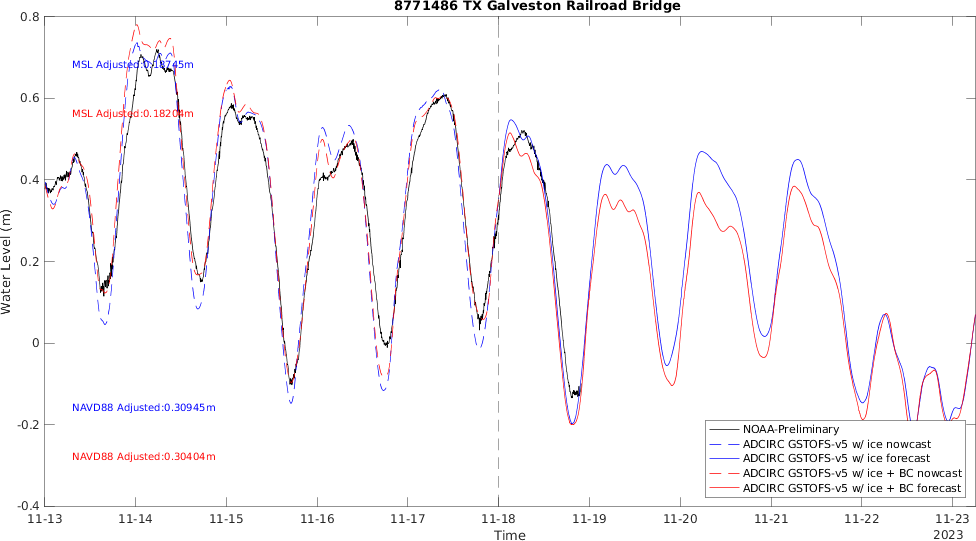 8771486 TX Galveston Railroad Bridge
0.8
0.6
0.4
0.2
0
-0.2
-0.4
Water Level (m)
MSL Adjusted:0.18745m
MSL Adjusted:0.18204m
NAVD88 Adjusted:0.30945m
NAVD88 Adjusted:0.30404m
NOAA-Preliminary
ADCIRC GSTOFS-v5 w/ ice nowcast
ADCIRC GSTOFS-v5 w/ ice forecast
ADCIRC GSTOFS-v5 w/ ice + BC nowcast
ADCIRC GSTOFS-v5 w/ ice + BC forecast
11-13 11-14 11-15 11-16 11-17 11-18 11-19 11-20 11-21 11-22 11-23
Time
2023